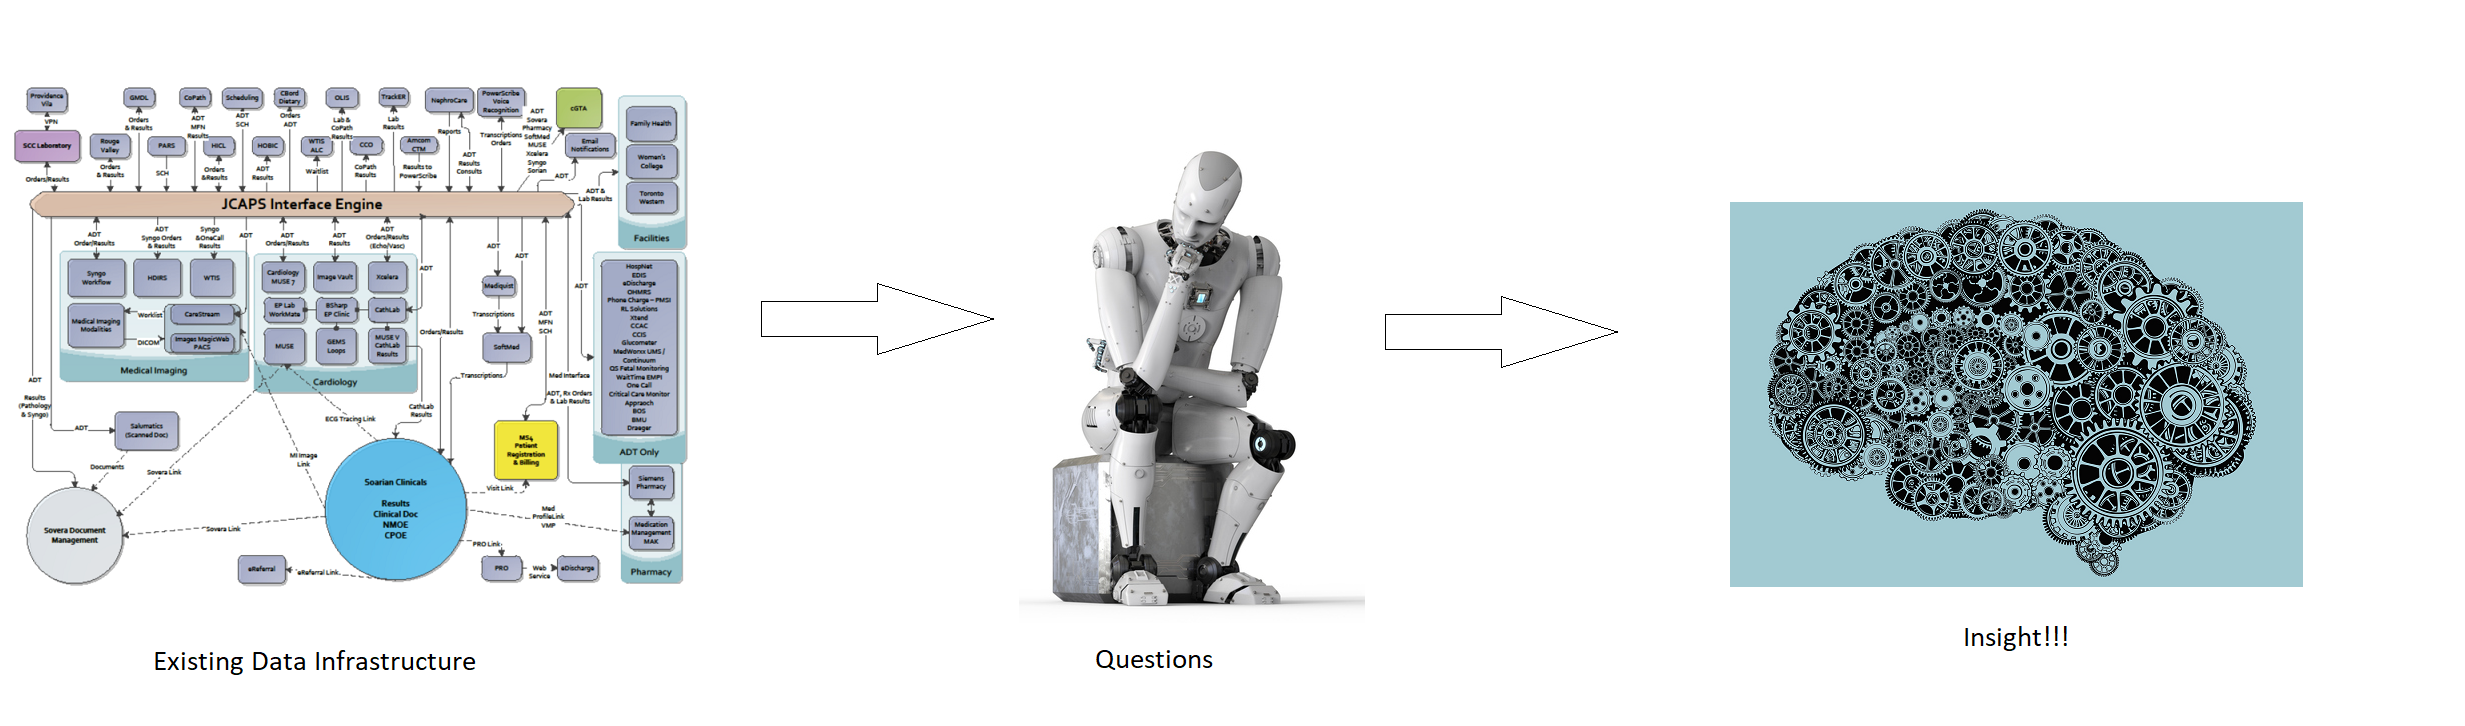 Providence
Vila
VPN
SCC Laboratory
Orders/Results
GMDL
Orders
& Results
Rouge
Valley
Orders
& Results
PARS
SCH
CoPath
ADT
MFN
Results
HICL
Orders
&Results
Scheduling
ADT
SCH
HOBIC
ADT
Results
CBord
Dietary
Orders
ADT
WTIS
ALC
Waitlist
OLIS
Lab &
CoPath
Results
CCO
CoPath
Results
TrackER
Lab
Results
Amcom
CTM
Results to
PowerScribe
NephroCare
Reports
ADT
Results
Consults
PowerScribe
Voice
Recognition
Transcriptions
Orders
ADT
Sovera
Pharmacy
SoftMed
MUSE
Xcelera
Syngo
Sorian
cGTA
Email
Notifications
ADT
ADT &
Lab Results
Family Health
Women's
College
Toronto
Western
Facilities
JCAPS Interface Engine
ADT
Order/Results
ADT
Syngo Orders
& Results
Syngo
&OneCall
Results
ADT
ADT
Orders/Results
ADT
Results
ADT
Orders/Results
(Echo/Vasc)
ADT
Syngo
Workflow
HDIRS
WTIS
Medical Imaging
Modalities
Worklist
CareStream
DICOM
Images MagicWeb
PACS
Medical Imaging
Cardiology
MUSE 7
Image Vault
Xcelera
EP Lab
WorkMate
BSharp
EP Clinic
CathLab
MUSE
GEMS
Loops
MUSE V
CathLab
Results
Cardiology
ADT
ADT
Mediquist
Transcriptions
SoftMed
Transcriptions
Orders/Results
ADT
MFN
SCH
ADT
Med Interface
ADT, Rx Orders
& Lab Results
HospNet
EDIS
eDischarge
OHMRS
Phone Charge – PMSI
RL Solutions
Xtend
CCAC
CCIS
Glucometer
MedWorxx UMS /
Continuum
OS Fetal Monitoring
WaitTime EMPI
One Call
Critical Care Monitor
Appraoch
BOS
BMU
Draeger
ADT Only
ADT
Results
(Pathology
& Syngo)
ADT
Salumatics
(Scanned Doc)
Documents
Sovera Link
ECG Tracing Link
CathLab
Results
MI Image
Link
MS4
Patient
Registration
& Billing
Visit Link
Siemens
Pharmacy
Medication
Management
MAK
Pharmacy
Soarian Clinicals
Results
Clinical Doc
NMOE
CPOE
Med
ProfileLink
VMP
Sovera Document
Management
Sovera Link
PRO Link
PRO
Web
Service
eDischarge
eReferral
eReferral Link
Existing Data Infrastructure
Questions
Insight!!!